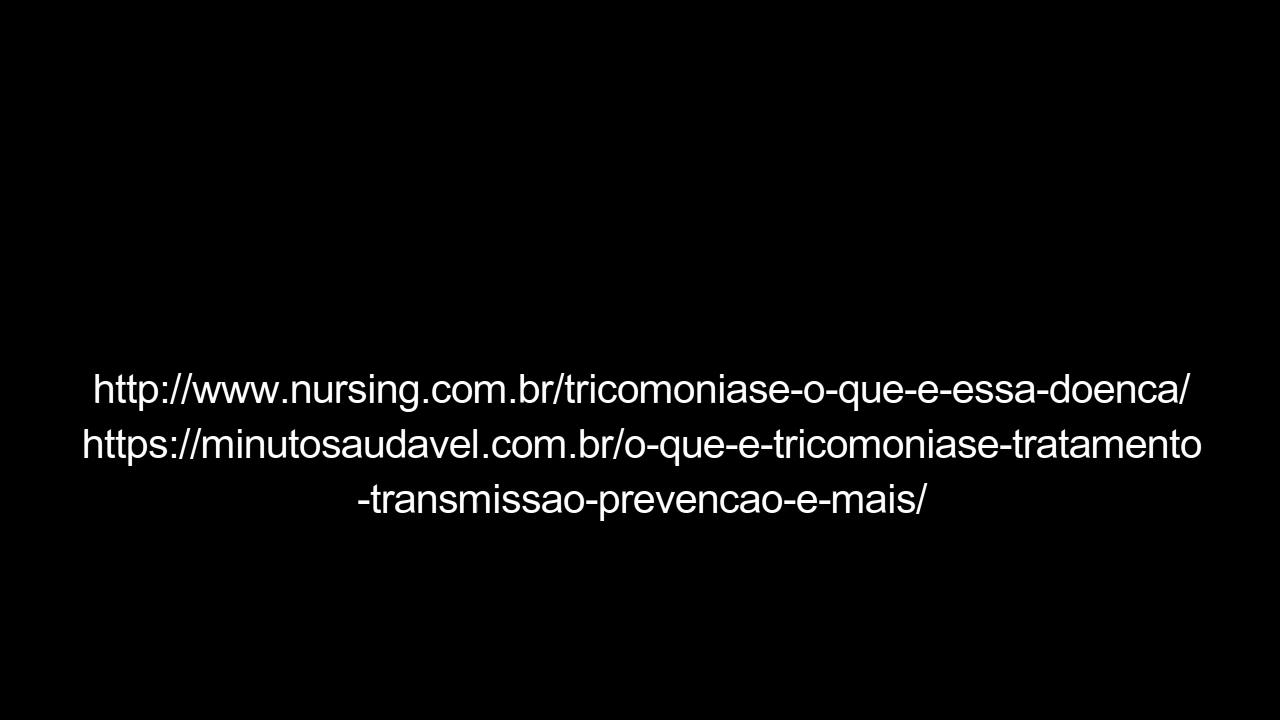 http://www.nursing.com.br/tricomoniase-o-que-e-essa-doenca/
https://minutosaudavel.com.br/o-que-e-tricomoniase-tratamento
-transmissao-prevencao-e-mais/